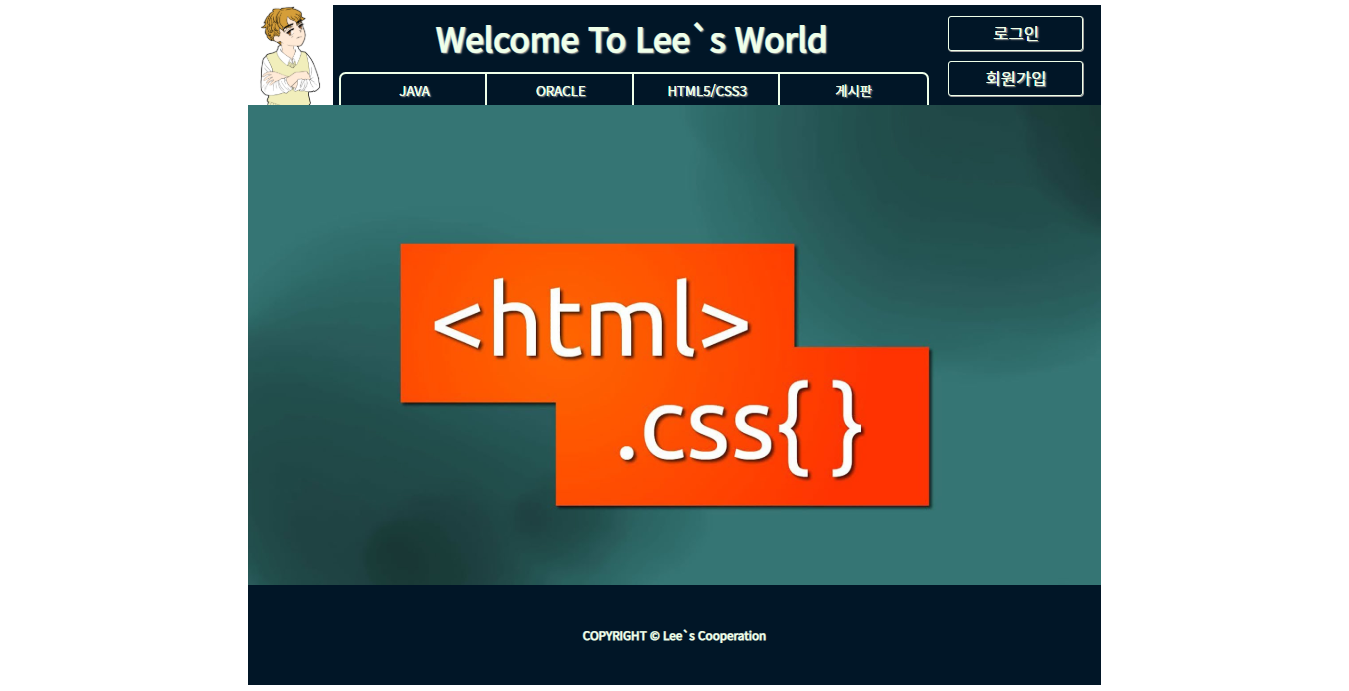 Welcome To Lee`s World
로그인
회원가입
JAVA ORACLE HTML5/CSS3 게시판
<html>
.css{ }
COPYRIGHT © Lee`s Cooperation